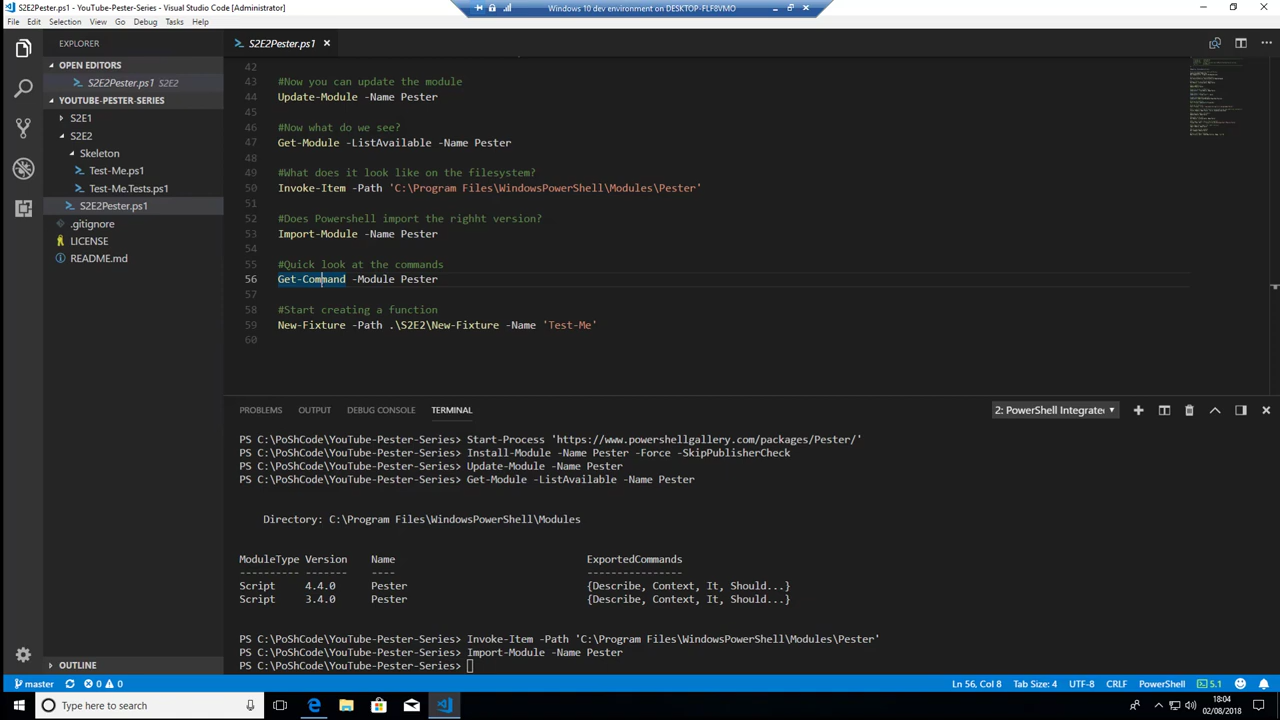 S2E2Pester.ps1 - YouTube-Pester-Series - Visual Studio Code [Administrator]
Windows 10 dev environment on DESKTOP-FLF8VMO
File Edit Selection View Go Debug Tasks Help
EXPLORER
OPEN EDITORS
S2E2Pester.ps1 S2E2
YOUTUBE-PESTER-SERIES
S2E1
S2E2
Skeleton
Test-Me.ps1
Test-Me.Tests.ps1
S2E2Pester.ps1
.gitignore
LICENSE
README.md
OUTLINE
S2E2Pester.ps1
42
43 #Now you can update the module
44 Update-Module -Name Pester
45
46 #Now what do we see?
47 Get-Module -ListAvailable -Name Pester
48
49 #What does it look like on the filesystem?
50 Invoke-Item -Path 'C:\Program Files\WindowsPowerShell\Modules\Pester'
51
52 #Does Powershell import the righht version?
53 Import-Module -Name Pester
54
55 #Quick look at the commands
56 Get-Command -Module Pester
57
58 #Start creating a function
59 New-Fixture -Path .\S2E2\New-Fixture -Name 'Test-Me'
60
PROBLEMS OUTPUT DEBUG CONSOLE TERMINAL
2: PowerShell Integrate
PS C:\PoShCode\YouTube-Pester-Series> Start-Process 'https://www.powershellgallery.com/packages/Pester/'
PS C:\PoShCode\YouTube-Pester-Series> Install-Module -Name Pester -Force -SkipPublisherCheck
PS C:\PoShCode\YouTube-Pester-Series> Update-Module -Name Pester
PS C:\PoShCode\YouTube-Pester-Series> Get-Module -ListAvailable -Name Pester
Directory: C:\Program Files\WindowsPowerShell\Modules
ModuleType Version Name ExportedCommands
---------- ------- ---- ----------------
Script 4.4.0 Pester {Describe, Context, It, Should...}
Script 3.4.0 Pester {Describe, Context, It, Should...}
PS C:\PoShCode\YouTube-Pester-Series> Invoke-Item -Path 'C:\Program Files\WindowsPowerShell\Modules\Pester'
PS C:\PoShCode\YouTube-Pester-Series> Import-Module -Name Pester
PS C:\PoShCode\YouTube-Pester-Series>
master 0 0 Ln 56, Col 8 Tab Size: 4 UTF-8 CRLF PowerShell 5.1
Type here to search
18:04
02/08/2018